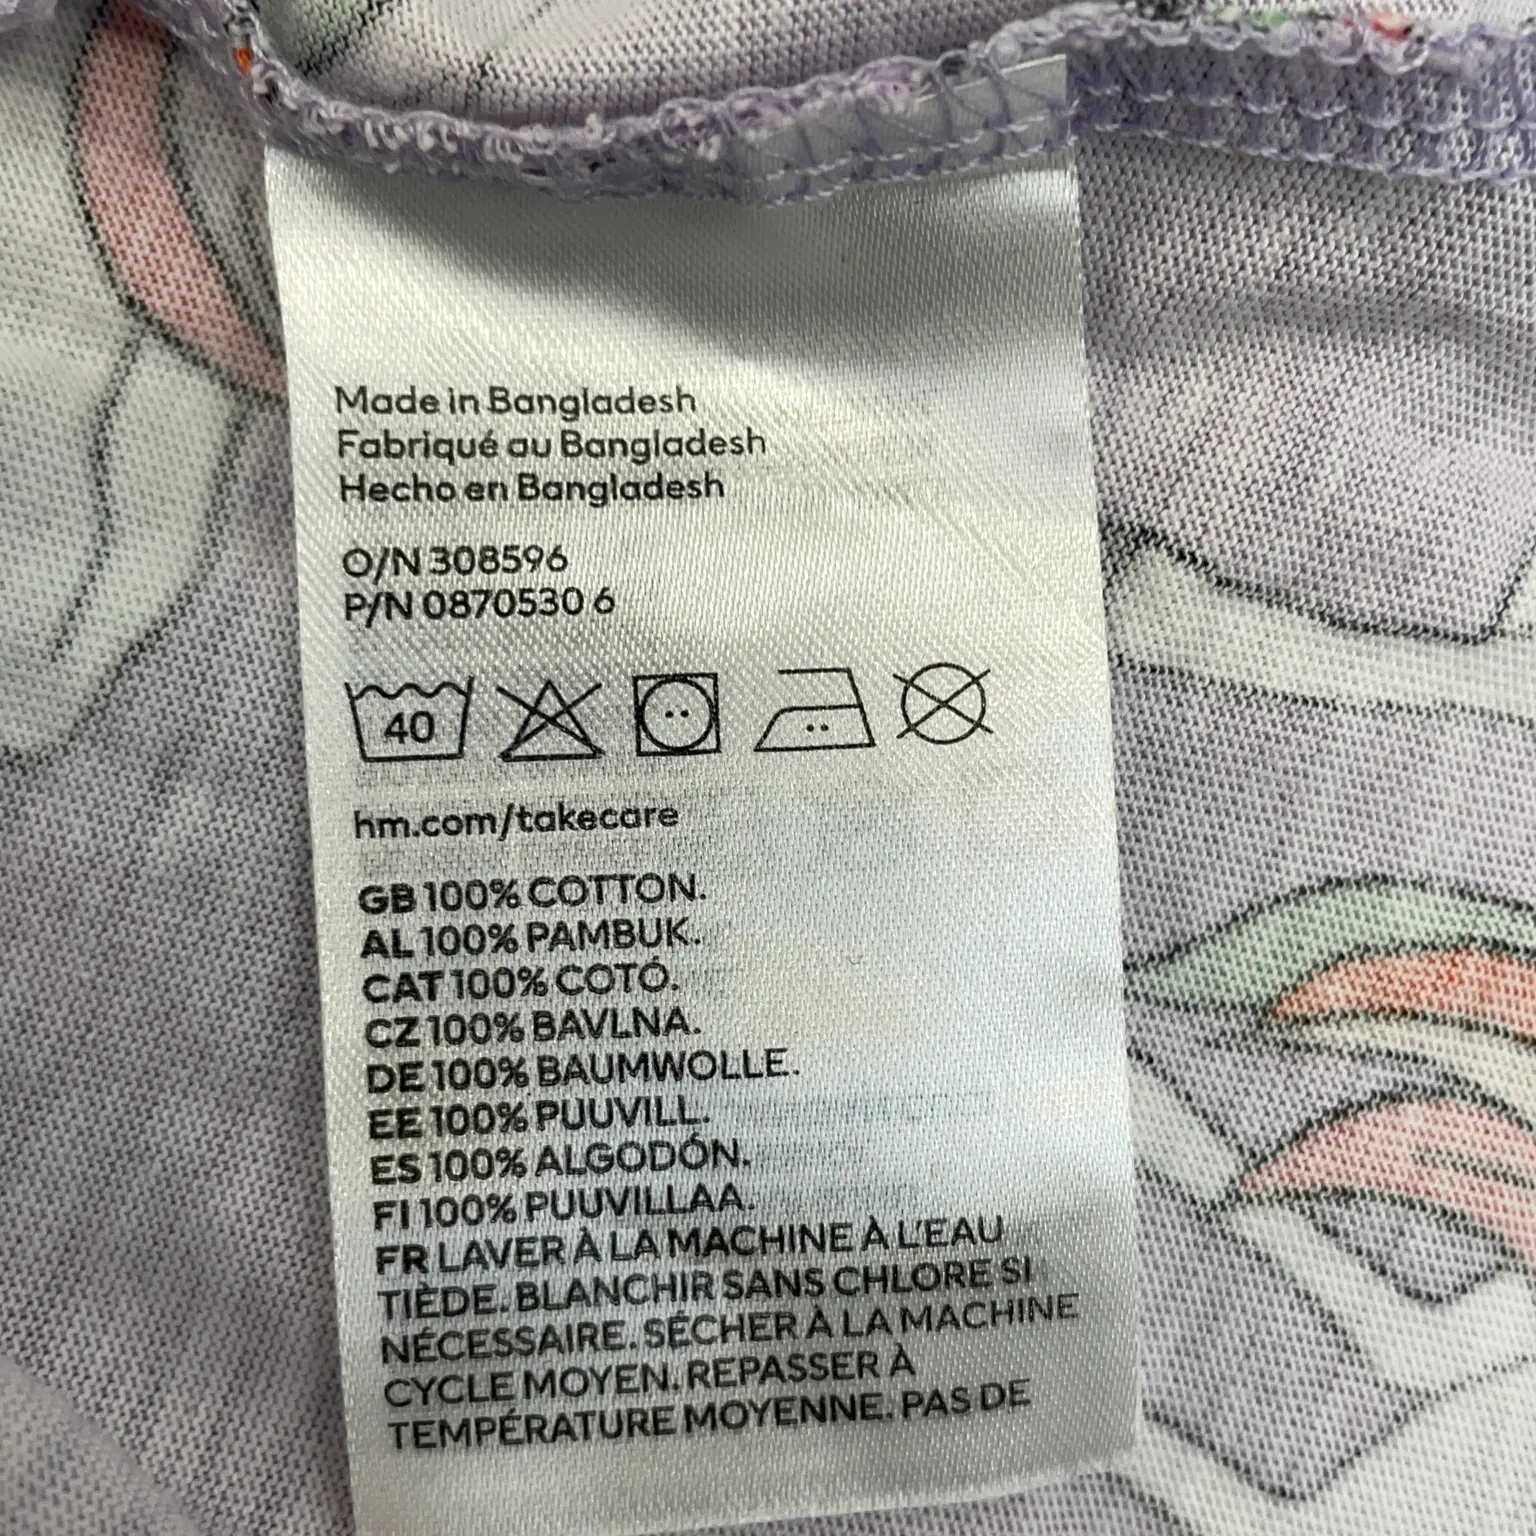 Made in Bangladesh
Fabriqué au Bangladesh
Hecho en Bangladesh
O/N 308596
P/N 0870530 6
40
hm.com/takecare
GB 100% COTTON.
AL 100% PAMBUK.
CAT 100% COTÓ.
CZ 100% BAVLNA.
DE 100% BAUMWOLLE.
EE 100% PUUVILL.
ES 100% ALGODÓN.
FI 100% PUUVILLAA.
FR LAVER À LA MACHINE À L'EAU
TIÈDE. BLANCHIR SANS CHLORE SI
NÉCESSAIRE. SÉCHER À LA MACHINE
CYCLE MOYEN. REPASSER À
TEMPÉRATURE MOYENNE. PAS DE